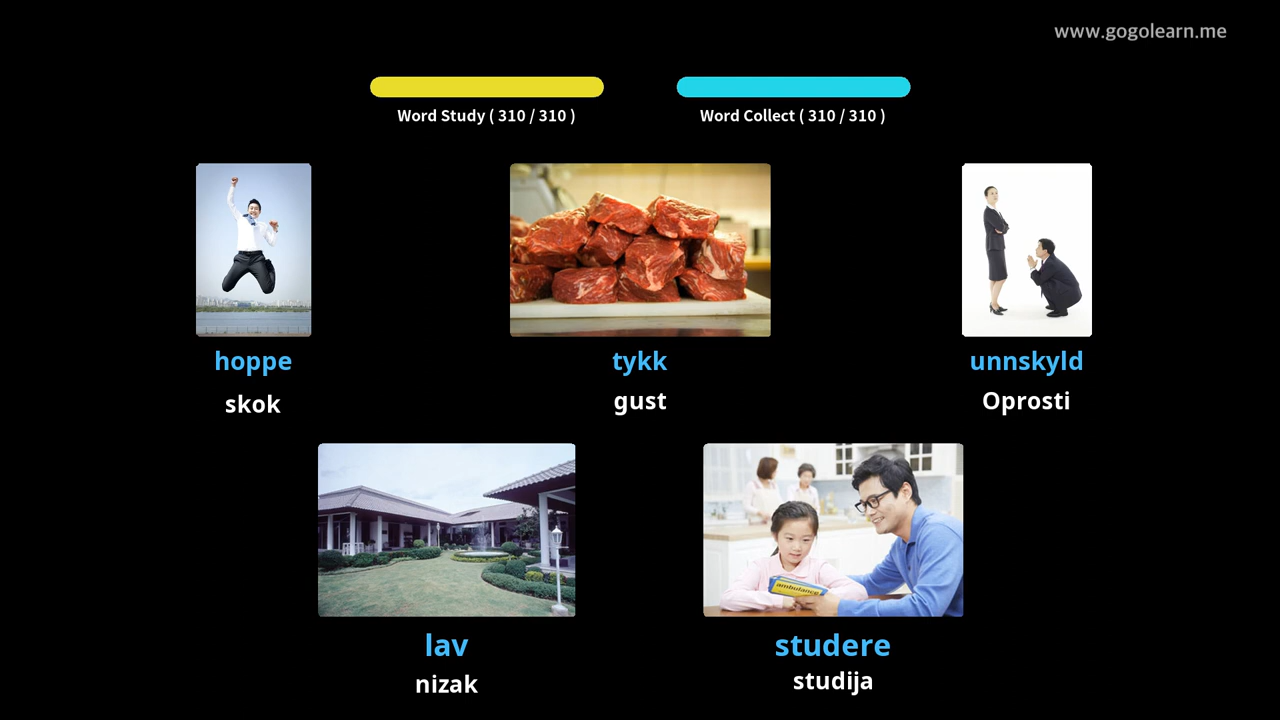 www.gogolearn.me
Word Study ( 310 / 310 )
Word Collect ( 310 / 310 )
hoppe
skok
tykk
gust
unnskyld
Oprosti
ambulance
lav
nizak
studere
studija